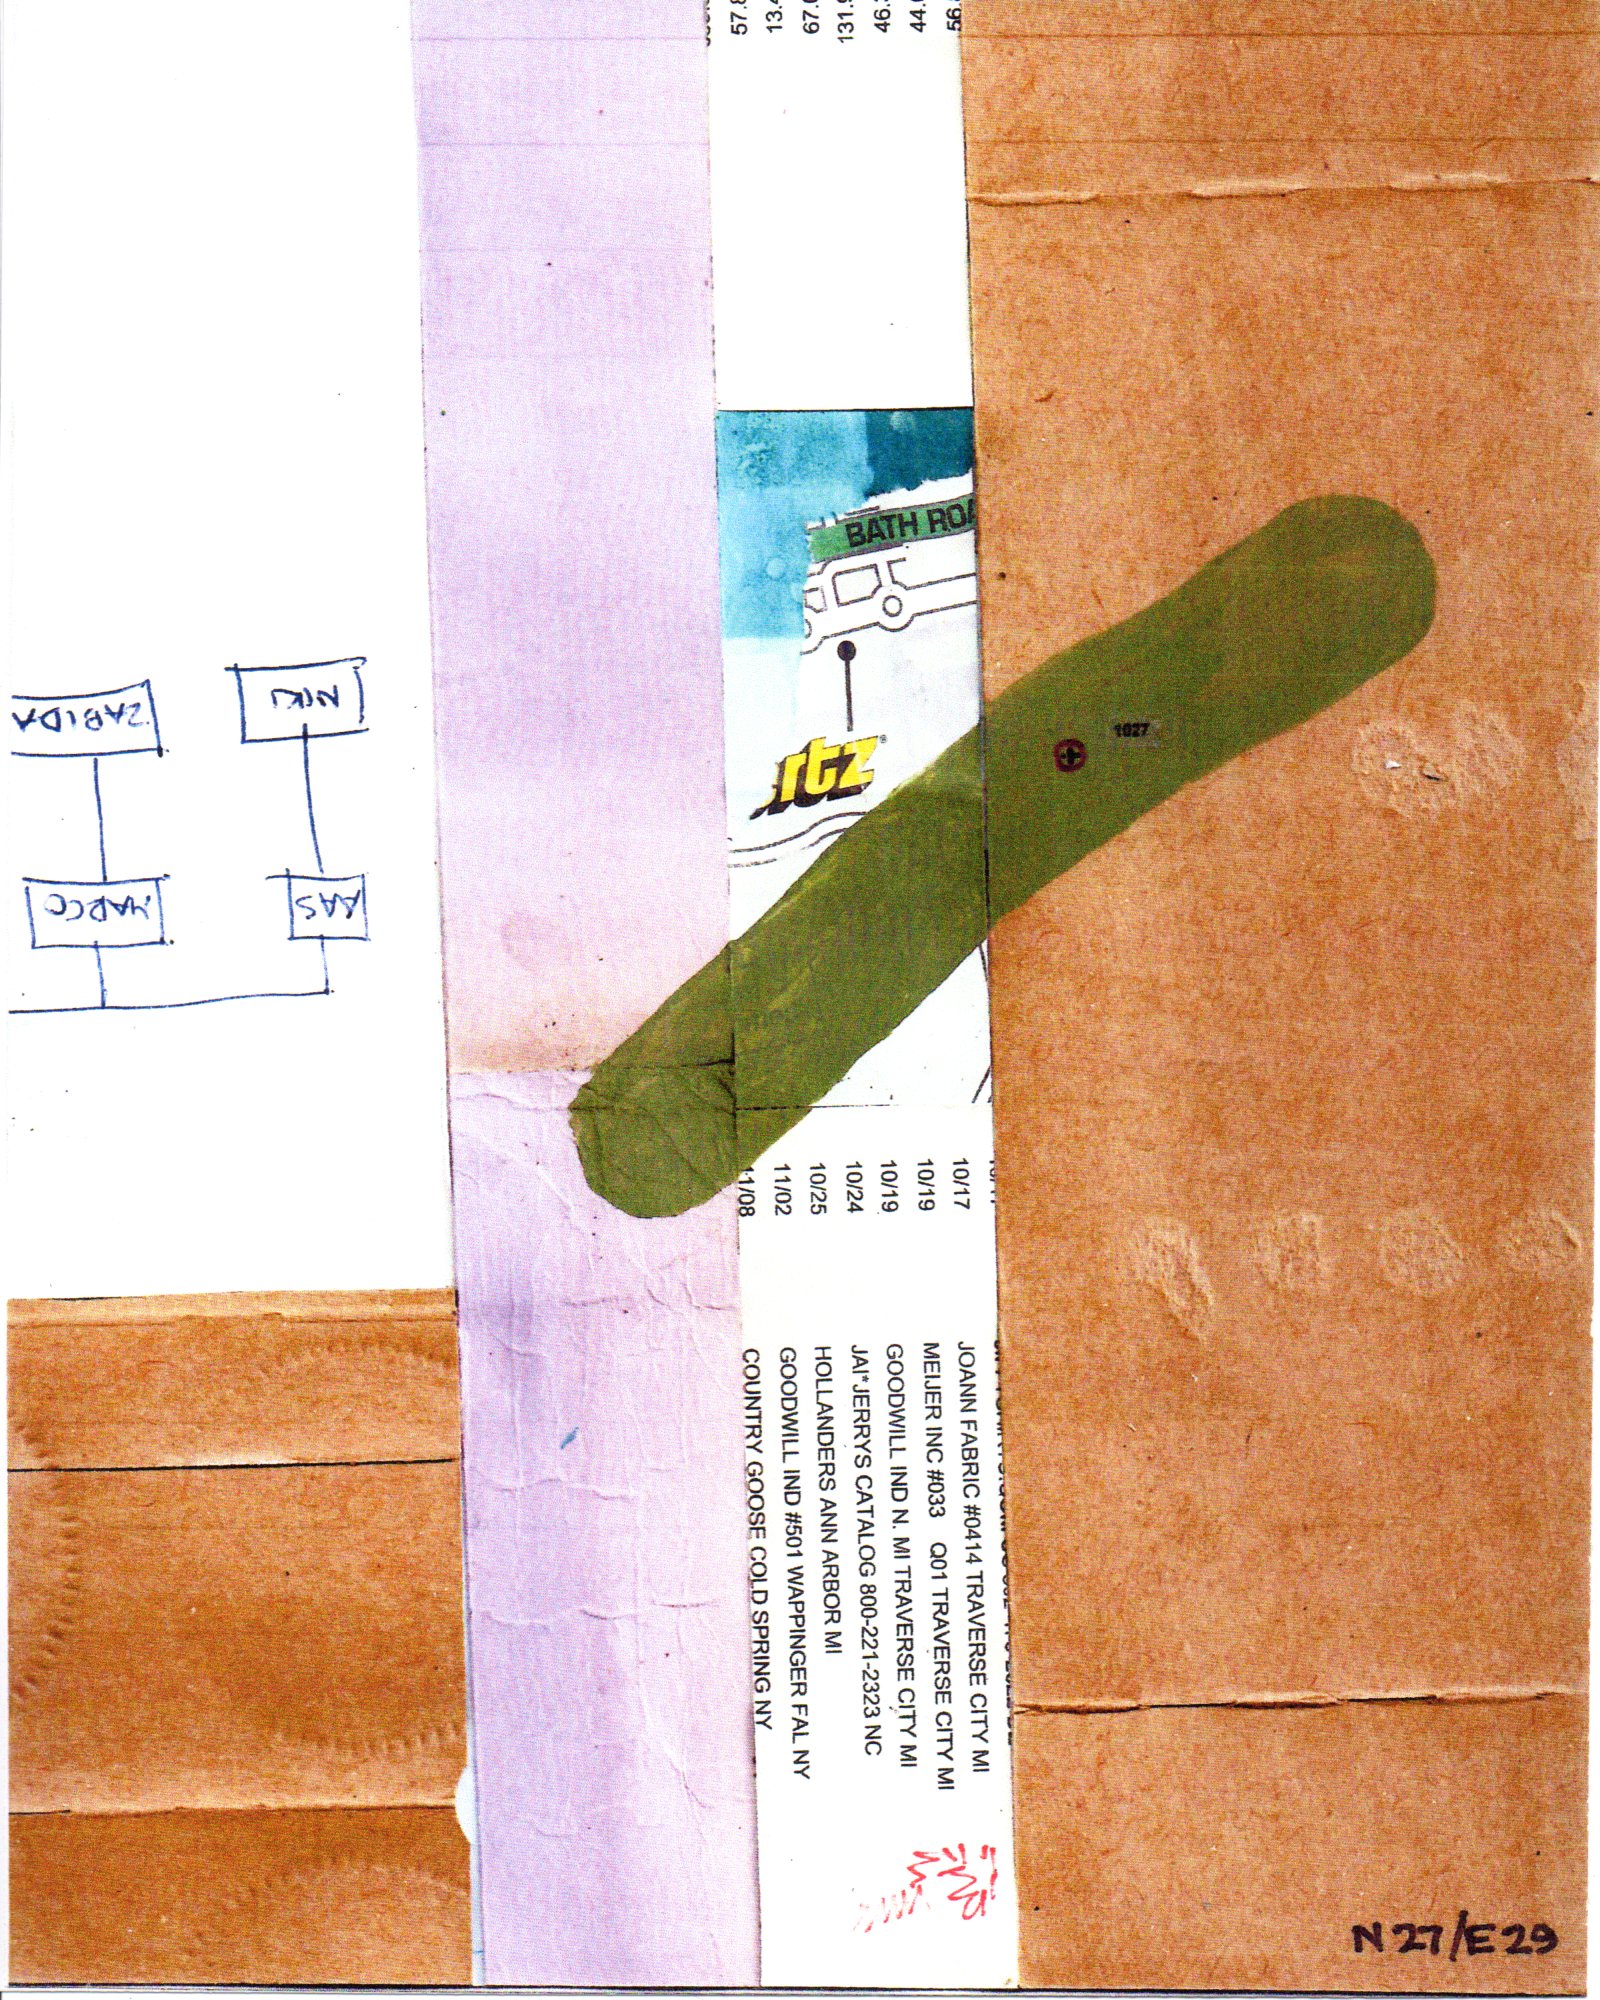 BATH ROA
rtz
1027
NIKI
ZABIDA
MARCO
10/17
10/19
10/19
10/24
10/25
11/02
11/08
JOANN FABRIC #0414 TRAVERSE CITY MI
MEIJER INC #033 Q01 TRAVERSE CITY MI
GOODWILL IND N. MI TRAVERSE CITY MI
JAI*JERRYS CATALOG 800-221-2323 NC
HOLLANDERS ANN ARBOR MI
GOODWILL IND #501 WAPPINGER FAL NY
COUNTRY GOOSE COLD SPRING NY
N27/E29